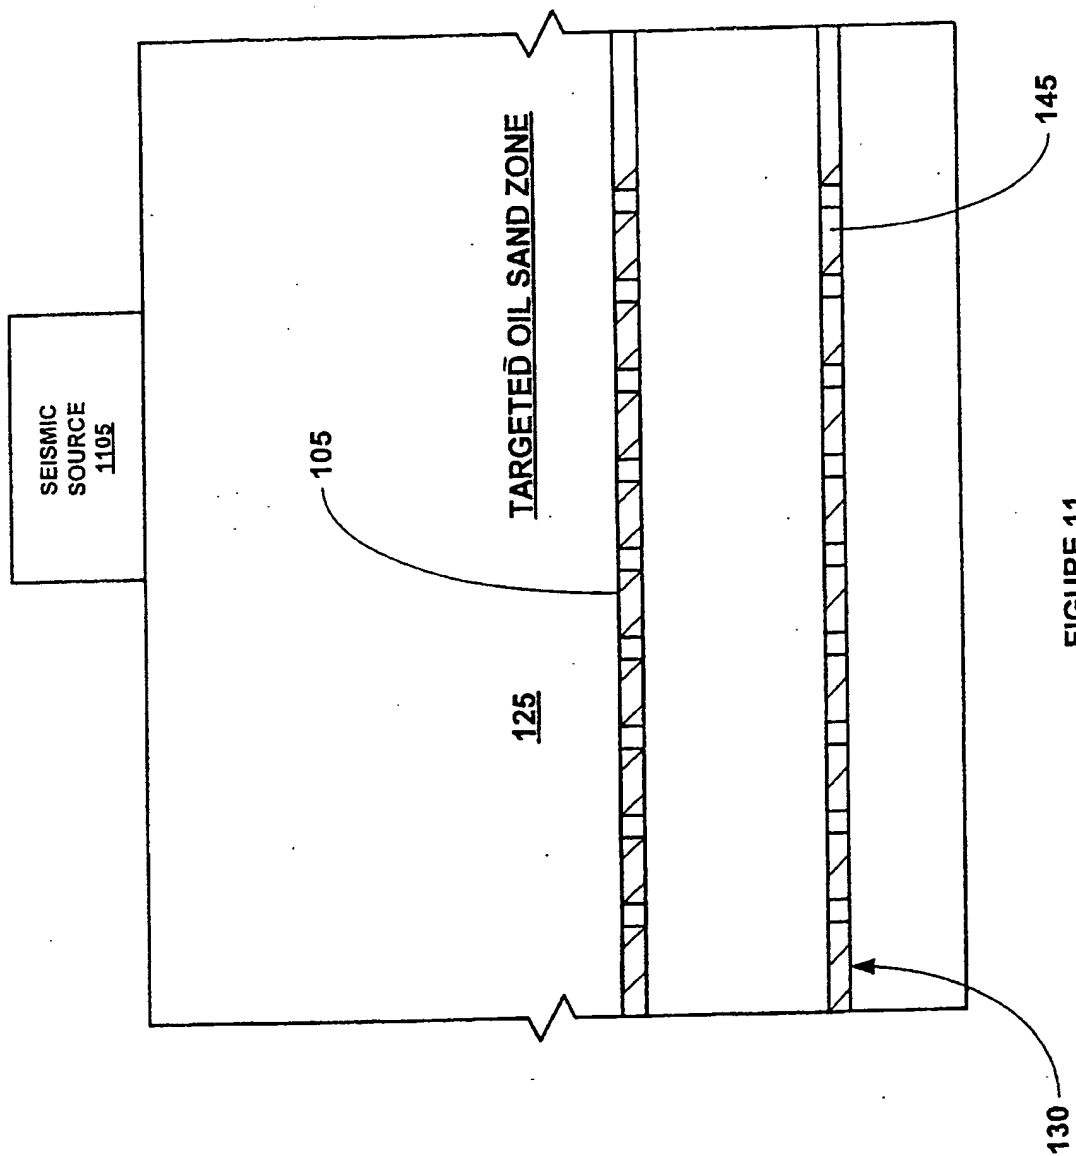 SEISMIC
SOURCE
1105
105
TARGETED OIL SAND ZONE
125
145
130
FIGURE 11